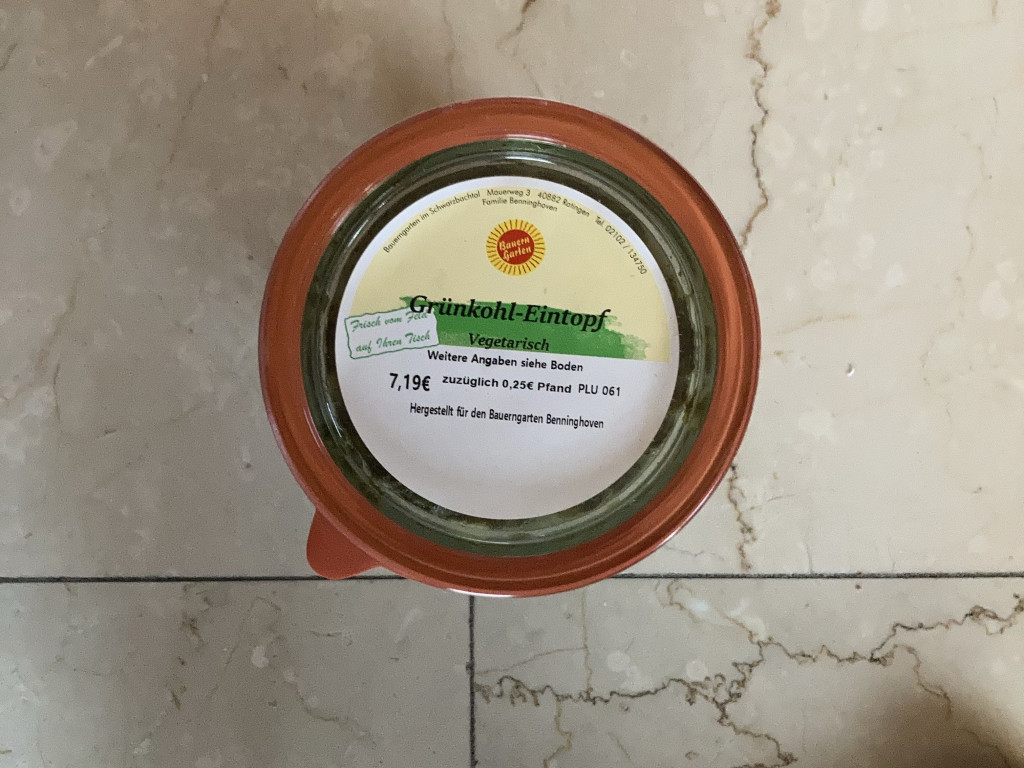 Bauerngarten im Schwarzbachtal Mauerweg 3 40882 Ratingen Tel. 02102 / 134750
Familie Benninghoven
Bauern
Garten
Grünkohl-Eintopf
Frisch vom Feld
auf Ihren Tisch
Vegetarisch
Weitere Angaben siehe Boden
7,19€ zuzüglich 0,25€ Pfand PLU 061
Hergestellt für den Bauerngarten Benninghoven